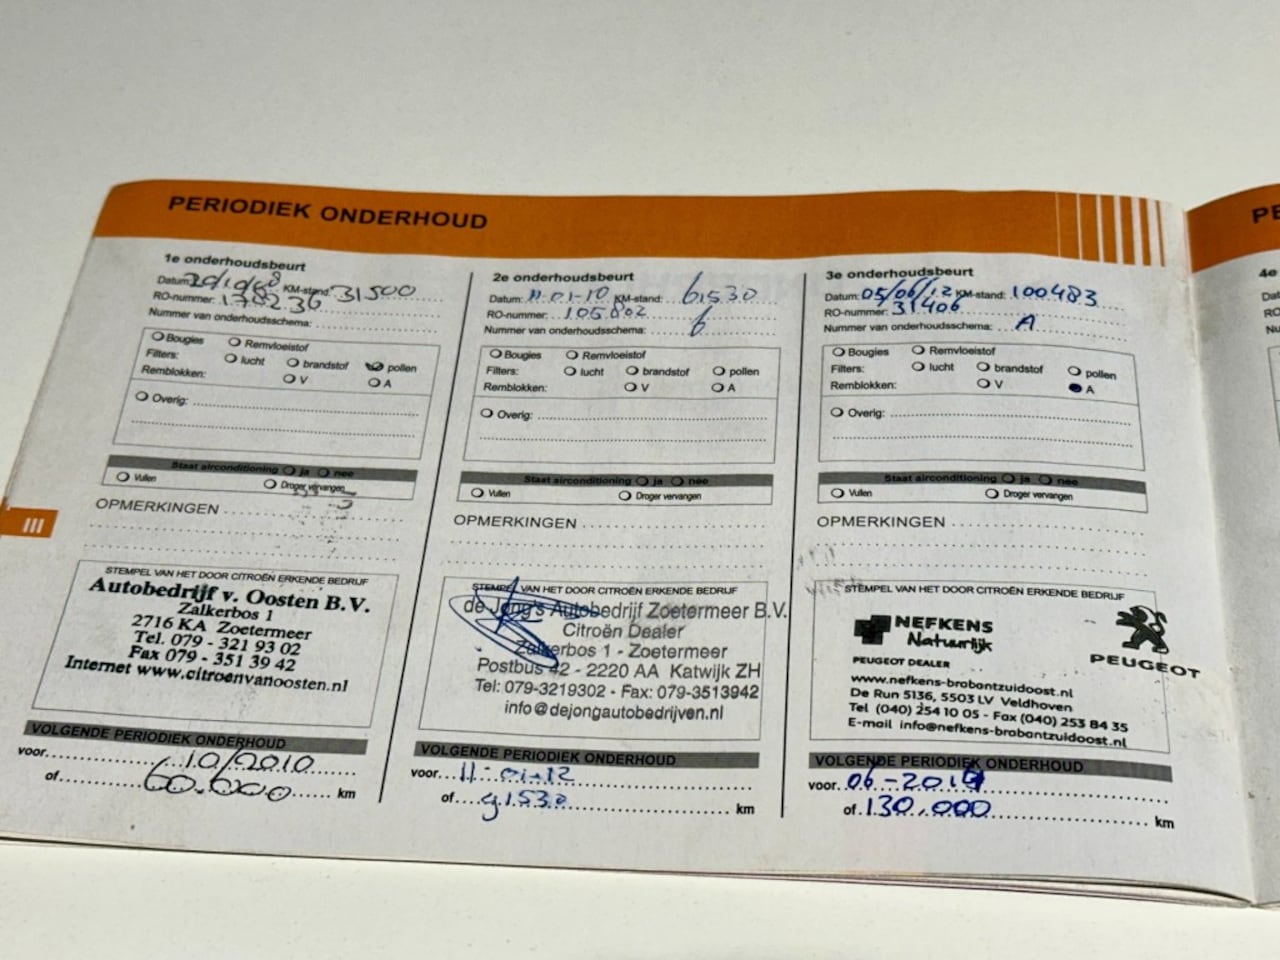 PERIODIEK ONDERHOUD
PE
1e onderhoudsbeurt
Datum: 20/10/08 KM-stand: 31500
RO-nummer: 178236
Nummer van onderhoudsschema:
Bougies Remvloeistof
Filters: lucht brandstof pollen
Remblokken: V A
Overig:
Staat airconditioning ja nee
Vullen Droger vervangen
OPMERKINGEN
III
STEMPEL VAN HET DOOR CITROËN ERKENDE BEDRIJF
Autobedrijf v. Oosten B.V.
Zalkerbos 1
2716 KA Zoetermeer
Tel. 079 - 321 93 02
Fax 079 - 351 39 42
Internet www.citroenvanoosten.nl
VOLGENDE PERIODIEK ONDERHOUD
voor 10/2010
of 60.000 km
2e onderhoudsbeurt
Datum: 11-01-10 KM-stand: 61530
RO-nummer: 105802
Nummer van onderhoudsschema:
Bougies Remvloeistof
Filters: lucht brandstof pollen
Remblokken: V A
Overig:
Staat airconditioning ja nee
Vullen Droger vervangen
OPMERKINGEN
STEMPEL VAN HET DOOR CITROËN ERKENDE BEDRIJF
de Jong's Autobedrijf Zoetermeer B.V.
Citroën Dealer
Zalkerbos 1 - Zoetermeer
Postbus 42 - 2220 AA Katwijk ZH
Tel: 079-3219302 - Fax: 079-3513942
info@dejongautobedrijven.nl
VOLGENDE PERIODIEK ONDERHOUD
voor 11-01-12
of 91.530 km
3e onderhoudsbeurt
Datum: 05/06/12 KM-stand: 100483
RO-nummer: 31406
Nummer van onderhoudsschema: A
Bougies Remvloeistof
Filters: lucht brandstof pollen
Remblokken: V A
Overig:
Staat airconditioning ja nee
Vullen Droger vervangen
OPMERKINGEN
STEMPEL VAN HET DOOR CITROËN ERKENDE BEDRIJF
NEFKENS
Natuurlijk
PEUGEOT DEALER
PEUGEOT
www.nefkens-brabantzuidoost.nl
De Run 5136, 5503 LV Veldhoven
Tel (040) 254 10 05 - Fax (040) 253 84 35
E-mail info@nefkens-brabantzuidoost.nl
VOLGENDE PERIODIEK ONDERHOUD
voor 06-2014
of 130.000 km
4e